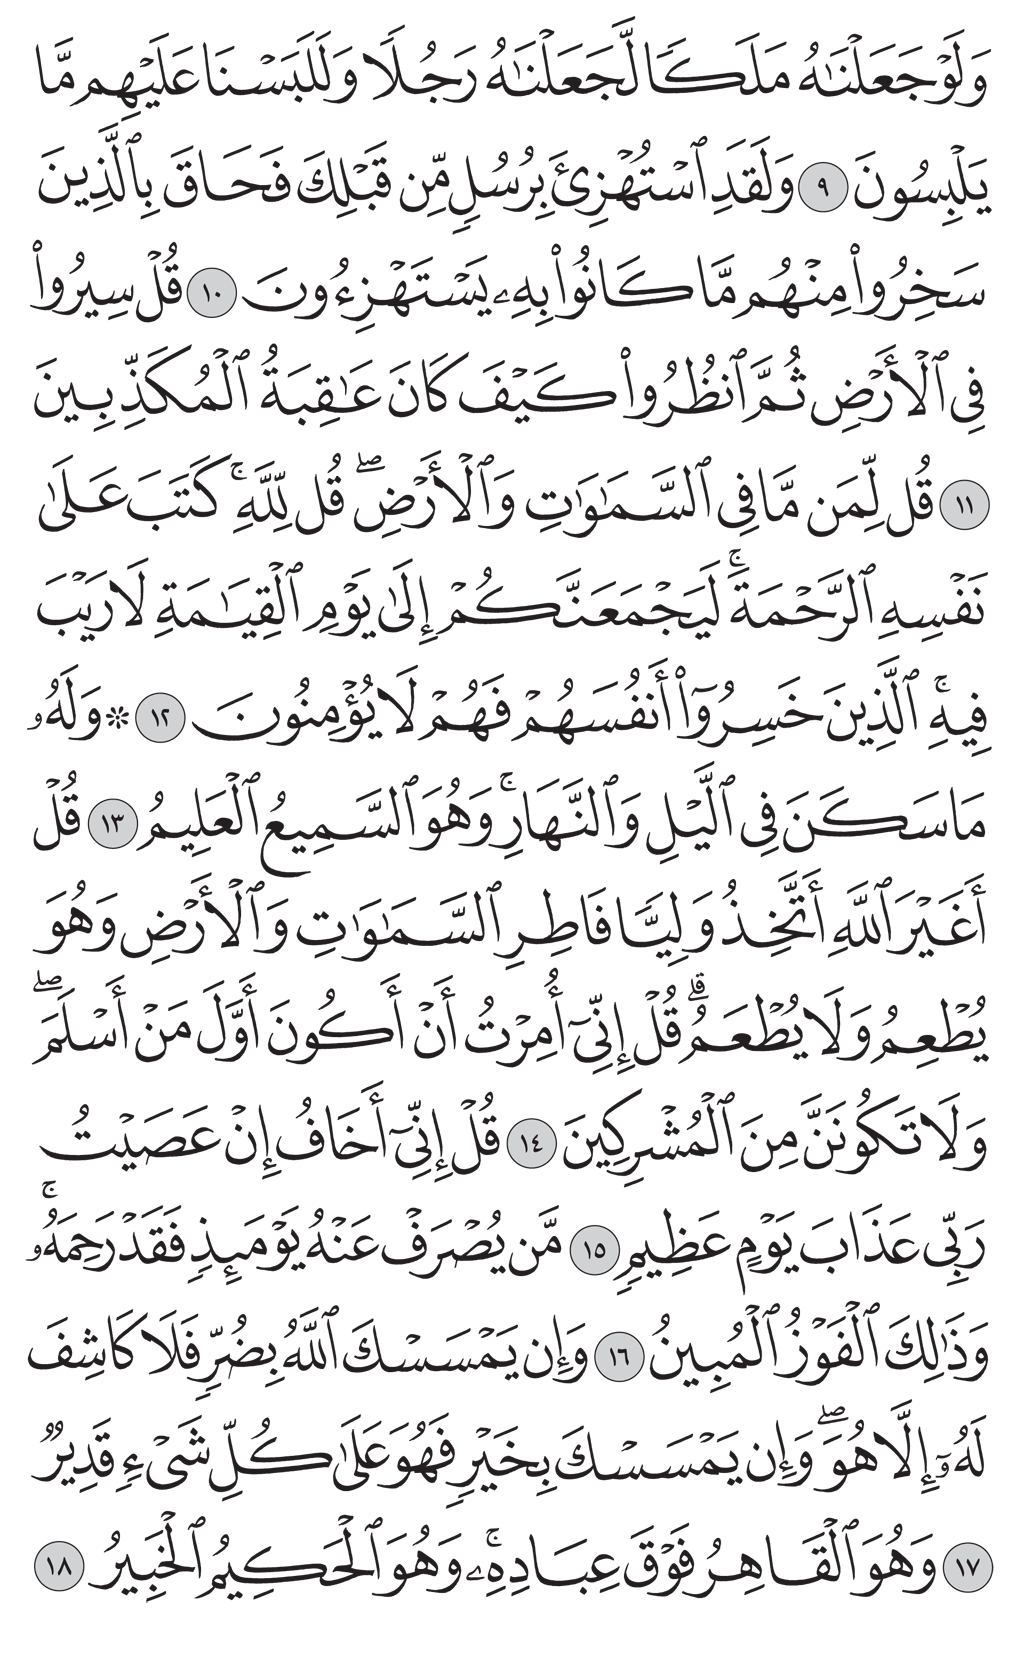 وَلَوْ جَعَلْنَٰهُ مَلَكًا لَّجَعَلْنَٰهُ رَجُلًا وَلَلَبَسْنَا عَلَيْهِم مَّا
يَلْبِسُونَ ٩ وَلَقَدِ ٱسْتُهْزِئَ بِرُسُلٍ مِّن قَبْلِكَ فَحَاقَ بِٱلَّذِينَ
سَخِرُوا۟ مِنْهُم مَّا كَانُوا۟ بِهِۦ يَسْتَهْزِءُونَ ١٠ قُلْ سِيرُوا۟
فِى ٱلْأَرْضِ ثُمَّ ٱنظُرُوا۟ كَيْفَ كَانَ عَٰقِبَةُ ٱلْمُكَذِّبِينَ
١١ قُل لِّمَن مَّا فِى ٱلسَّمَٰوَٰتِ وَٱلْأَرْضِ ۖ قُل لِّلَّهِ ۚ كَتَبَ عَلَىٰ
نَفْسِهِ ٱلرَّحْمَةَ ۚ لَيَجْمَعَنَّكُمْ إِلَىٰ يَوْمِ ٱلْقِيَٰمَةِ لَا رَيْبَ
فِيهِ ۚ ٱلَّذِينَ خَسِرُوٓا۟ أَنفُسَهُمْ فَهُمْ لَا يُؤْمِنُونَ ١٢ ۞ وَلَهُۥ
مَا سَكَنَ فِى ٱلَّيْلِ وَٱلنَّهَارِ ۚ وَهُوَ ٱلسَّمِيعُ ٱلْعَلِيمُ ١٣ قُلْ
أَغَيْرَ ٱللَّهِ أَتَّخِذُ وَلِيًّا فَاطِرِ ٱلسَّمَٰوَٰتِ وَٱلْأَرْضِ وَهُوَ
يُطْعِمُ وَلَا يُطْعَمُ ۗ قُلْ إِنِّىٓ أُمِرْتُ أَنْ أَكُونَ أَوَّلَ مَنْ أَسْلَمَ ۖ
وَلَا تَكُونَنَّ مِنَ ٱلْمُشْرِكِينَ ١٤ قُلْ إِنِّىٓ أَخَافُ إِنْ عَصَيْتُ
رَبِّى عَذَابَ يَوْمٍ عَظِيمٍ ١٥ مَّن يُصْرَفْ عَنْهُ يَوْمَئِذٍ فَقَدْ رَحِمَهُۥ ۚ
وَذَٰلِكَ ٱلْفَوْزُ ٱلْمُبِينُ ١٦ وَإِن يَمْسَسْكَ ٱللَّهُ بِضُرٍّ فَلَا كَاشِفَ
لَهُۥٓ إِلَّا هُوَ ۖ وَإِن يَمْسَسْكَ بِخَيْرٍ فَهُوَ عَلَىٰ كُلِّ شَىْءٍ قَدِيرٌ
١٧ وَهُوَ ٱلْقَاهِرُ فَوْقَ عِبَادِهِۦ ۚ وَهُوَ ٱلْحَكِيمُ ٱلْخَبِيرُ ١٨